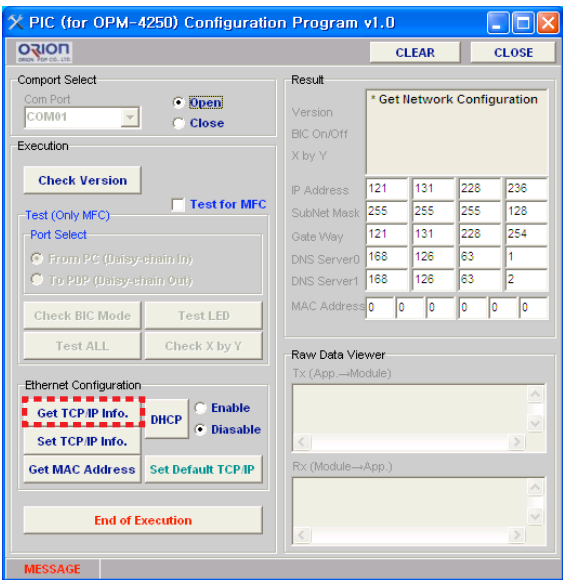 PIC (for OPM-4250) Configuration Program v1.0
ORION
ORION PDP CO., LTD.
CLEAR
CLOSE
Comport Select
Com Port
COM01
Open
Close
Execution
Check Version
Test for MFC
Test (Only MFC)
Port Select
From PC (Daisy-chain In)
To PDP (Daisy-chain Out)
Check BIC Mode
Test LED
Test ALL
Check X by Y
Ethernet Configuration
Get TCP/IP Info.
DHCP
Enable
Diasable
Set TCP/IP Info.
Get MAC Address
Set Default TCP/IP
End of Execution
Result
* Get Network Configuration
Version
BIC On/Off
X by Y
IP Address 121 131 228 236
SubNet Mask 255 255 255 128
Gate Way 121 131 228 254
DNS Server0 168 126 63 1
DNS Server1 168 126 63 2
MAC Address 0 0 0 0 0 0
Raw Data Viewer
Tx (App.→Module)
Rx (Module→App.)
MESSAGE